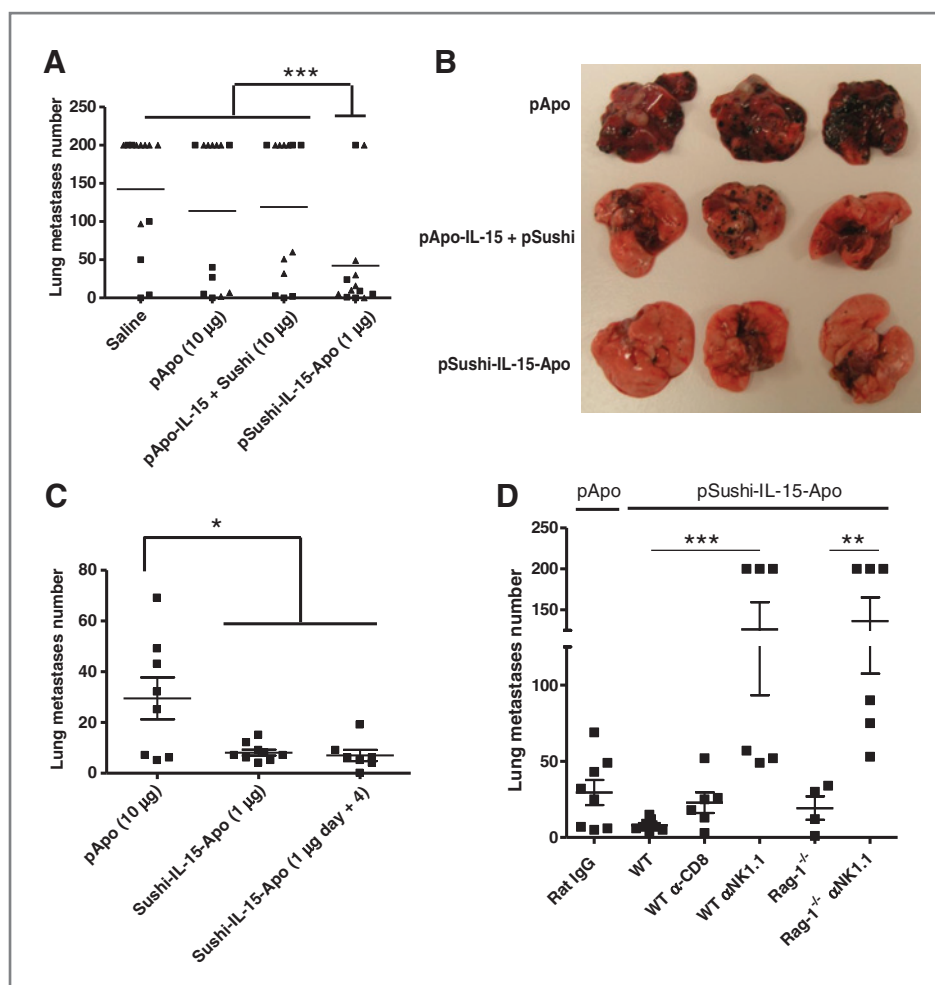 A
***
Lung metastases number
250
200
150
100
50
0
Saline
pApo (10 µg)
pApo-IL-15 + Sushi (10 µg)
pSushi-IL-15-Apo (1 µg)
B
pApo
pApo-IL-15 + pSushi
pSushi-IL-15-Apo
C
*
Lung metastases number
80
60
40
20
0
pApo (10 µg)
Sushi-IL-15-Apo (1 µg)
Sushi-IL-15-Apo (1 µg day + 4)
D
pApo
pSushi-IL-15-Apo
***
**
Lung metastases number
250
200
150
100
50
0
Rat IgG
WT
WT α-CD8
WT αNK1.1
Rag-1-/-
Rag-1-/- αNK1.1